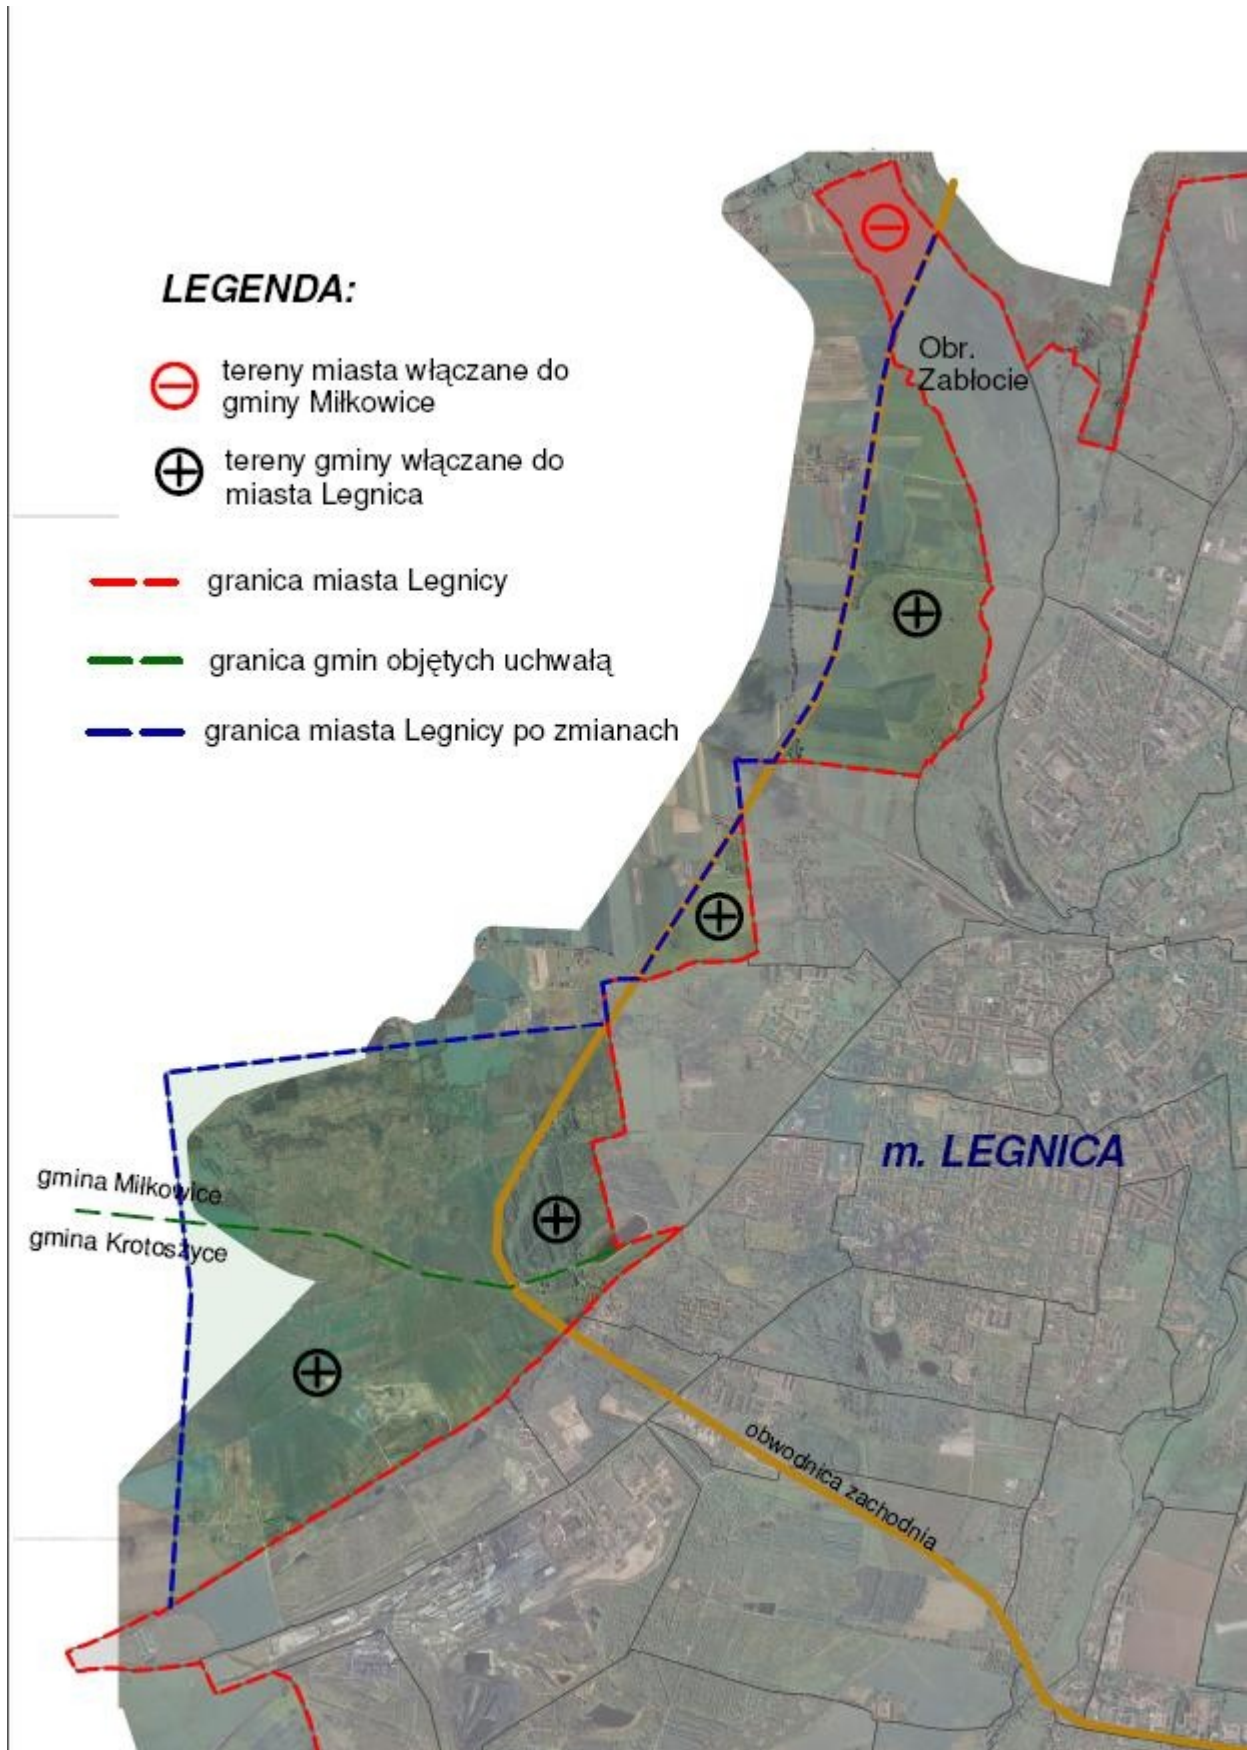 LEGENDA:
tereny miasta włączane do
gminy Miłkowice
tereny gminy włączane do
miasta Legnica
granica miasta Legnicy
granica gmin objętych uchwałą
granica miasta Legnicy po zmianach
Obr.
Zabłocie
gmina Miłkowice
gmina Krotoszyce
m. LEGNICA
obwodnica zachodnia